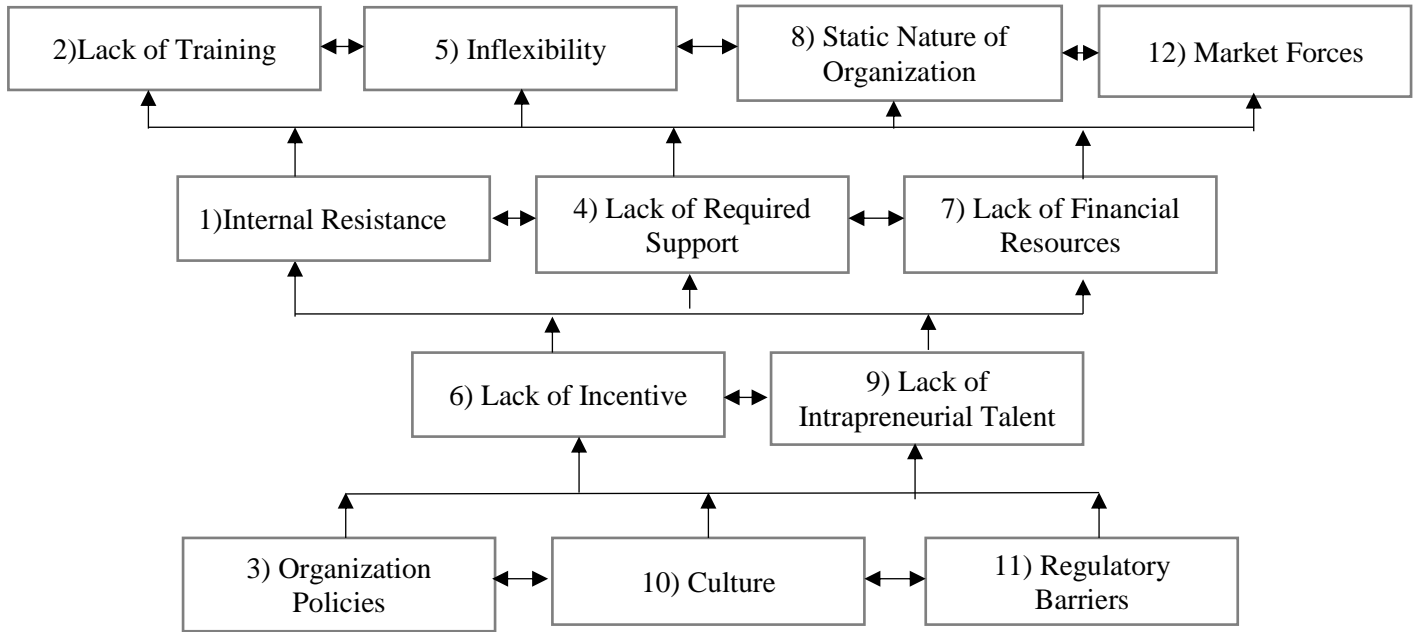 2)Lack of Training
5) Inflexibility
8) Static Nature of
Organization
12) Market Forces
1)Internal Resistance
4) Lack of Required
Support
7) Lack of Financial
Resources
6) Lack of Incentive
9) Lack of
Intrapreneurial Talent
3) Organization
Policies
10) Culture
11) Regulatory
Barriers